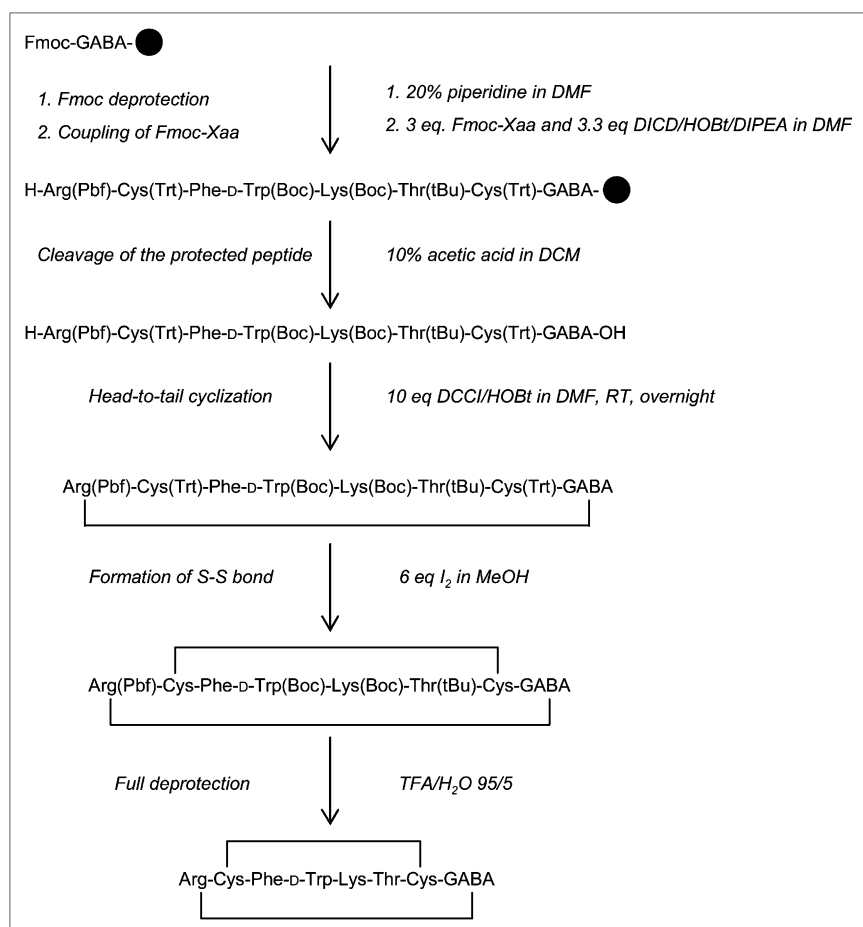 Fmoc-GABA-
1. Fmoc deprotection
2. Coupling of Fmoc-Xaa
1. 20% piperidine in DMF
2. 3 eq. Fmoc-Xaa and 3.3 eq DICD/HOBt/DIPEA in DMF
H-Arg(Pbf)-Cys(Trt)-Phe-D-Trp(Boc)-Lys(Boc)-Thr(tBu)-Cys(Trt)-GABA-
Cleavage of the protected peptide
10% acetic acid in DCM
H-Arg(Pbf)-Cys(Trt)-Phe-D-Trp(Boc)-Lys(Boc)-Thr(tBu)-Cys(Trt)-GABA-OH
Head-to-tail cyclization
10 eq DCCI/HOBt in DMF, RT, overnight
Arg(Pbf)-Cys(Trt)-Phe-D-Trp(Boc)-Lys(Boc)-Thr(tBu)-Cys(Trt)-GABA
Formation of S-S bond
6 eq I₂ in MeOH
Arg(Pbf)-Cys-Phe-D-Trp(Boc)-Lys(Boc)-Thr(tBu)-Cys-GABA
Full deprotection
TFA/H₂O 95/5
Arg-Cys-Phe-D-Trp-Lys-Thr-Cys-GABA